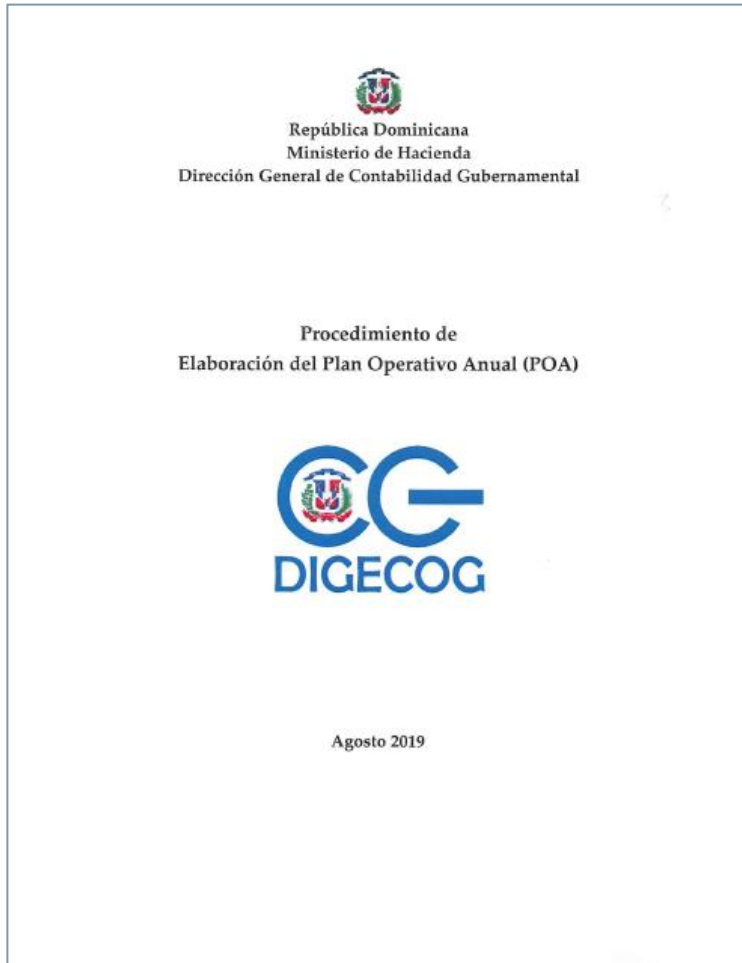 República Dominicana
Ministerio de Hacienda
Dirección General de Contabilidad Gubernamental
Procedimiento de
Elaboración del Plan Operativo Anual (POA)
CG
DIGECOG
Agosto 2019